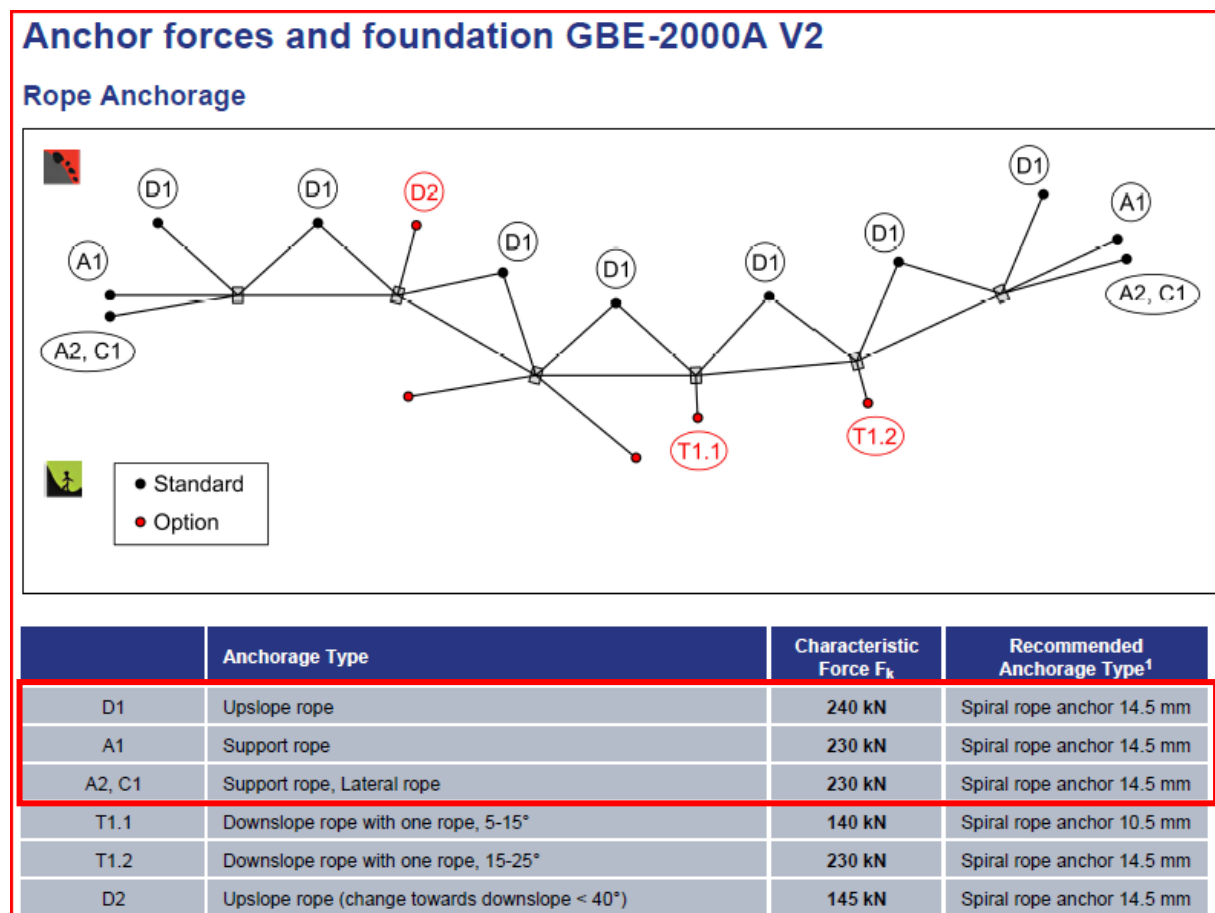 Anchor forces and foundation GBE-2000A V2
Rope Anchorage
D1
D1
D2
D1
A1
D1
D1
D1
D1
A1
A2, C1
A2, C1
T1.1
T1.2
Standard
Option
Anchorage Type Characteristic Force Fk Recommended Anchorage Type1
D1 Upslope rope 240 kN Spiral rope anchor 14.5 mm
A1 Support rope 230 kN Spiral rope anchor 14.5 mm
A2, C1 Support rope, Lateral rope 230 kN Spiral rope anchor 14.5 mm
T1.1 Downslope rope with one rope, 5-15° 140 kN Spiral rope anchor 10.5 mm
T1.2 Downslope rope with one rope, 15-25° 230 kN Spiral rope anchor 14.5 mm
D2 Upslope rope (change towards downslope < 40°) 145 kN Spiral rope anchor 14.5 mm